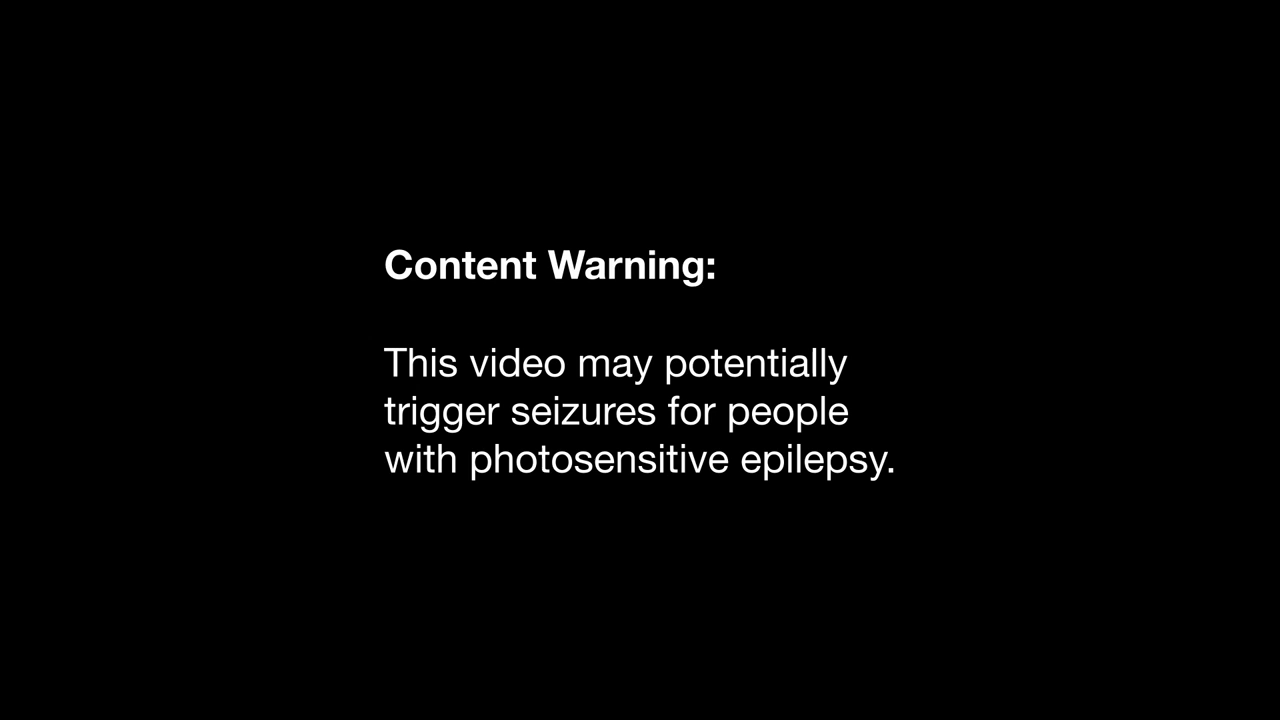 Content Warning:
This video may potentially
trigger seizures for people
with photosensitive epilepsy.